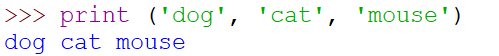 >>> print ('dog', 'cat', 'mouse')
dog cat mouse